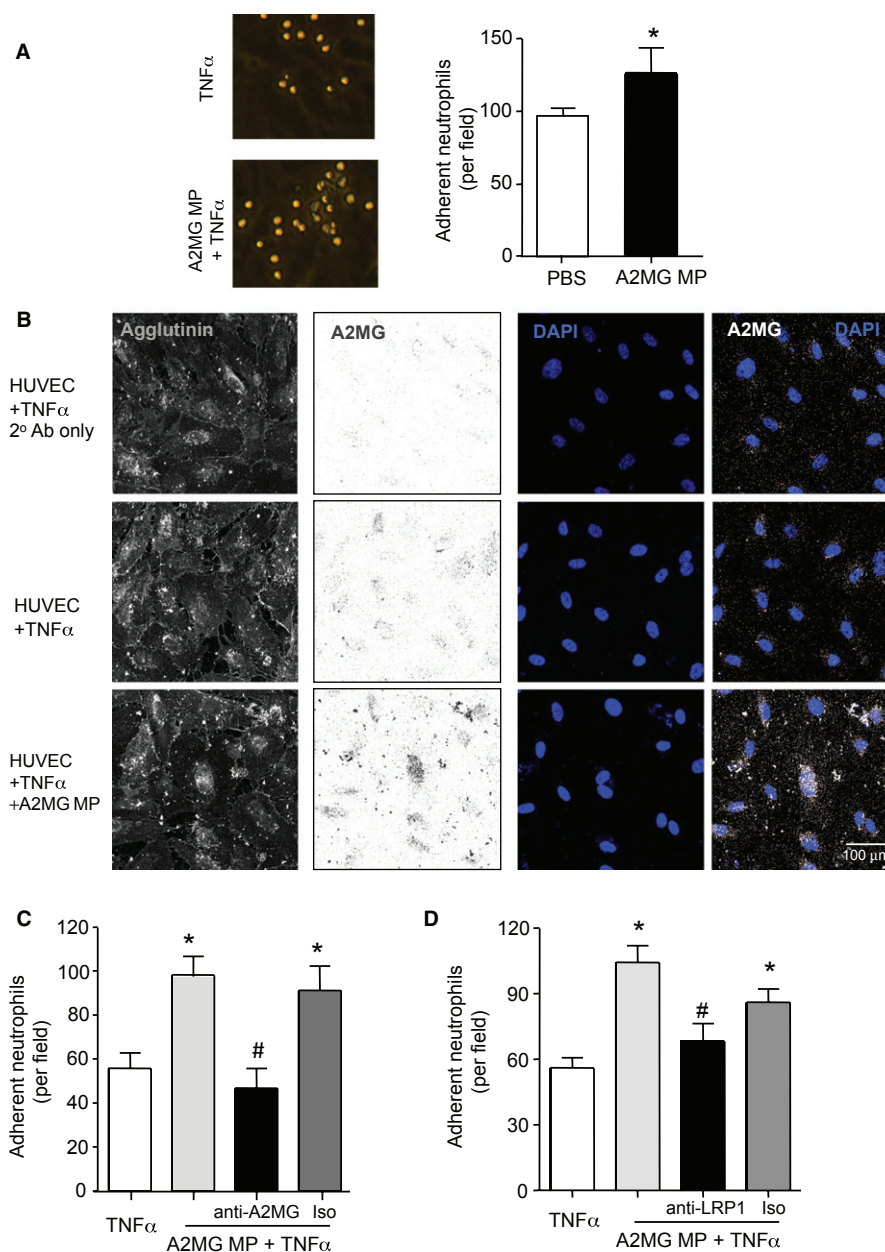 A
TNFα
A2MG MP
+ TNFα
Adherent neutrophils
(per field)
150
100
50
0
*
PBS
A2MG MP
B
Agglutinin
A2MG
DAPI
A2MG
DAPI
HUVEC
+TNFα
2º Ab only
HUVEC
+TNFα
HUVEC
+TNFα
+A2MG MP
100 μm
C
Adherent neutrophils
(per field)
120
100
80
60
40
20
0
*
#
*
TNFα
anti-A2MG
Iso
A2MG MP + TNFα
D
Adherent neutrophils
(per field)
120
90
60
30
0
*
#
*
TNFα
anti-LRP1
Iso
A2MG MP + TNFα